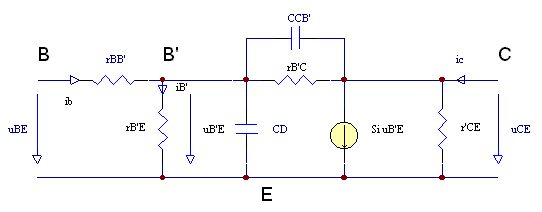 CCB'
B
rBB'
B'
rB'C
ic
C
ib
iB'
uBE
rB'E
uB'E
CD
Si uB'E
r'CE
uCE
E